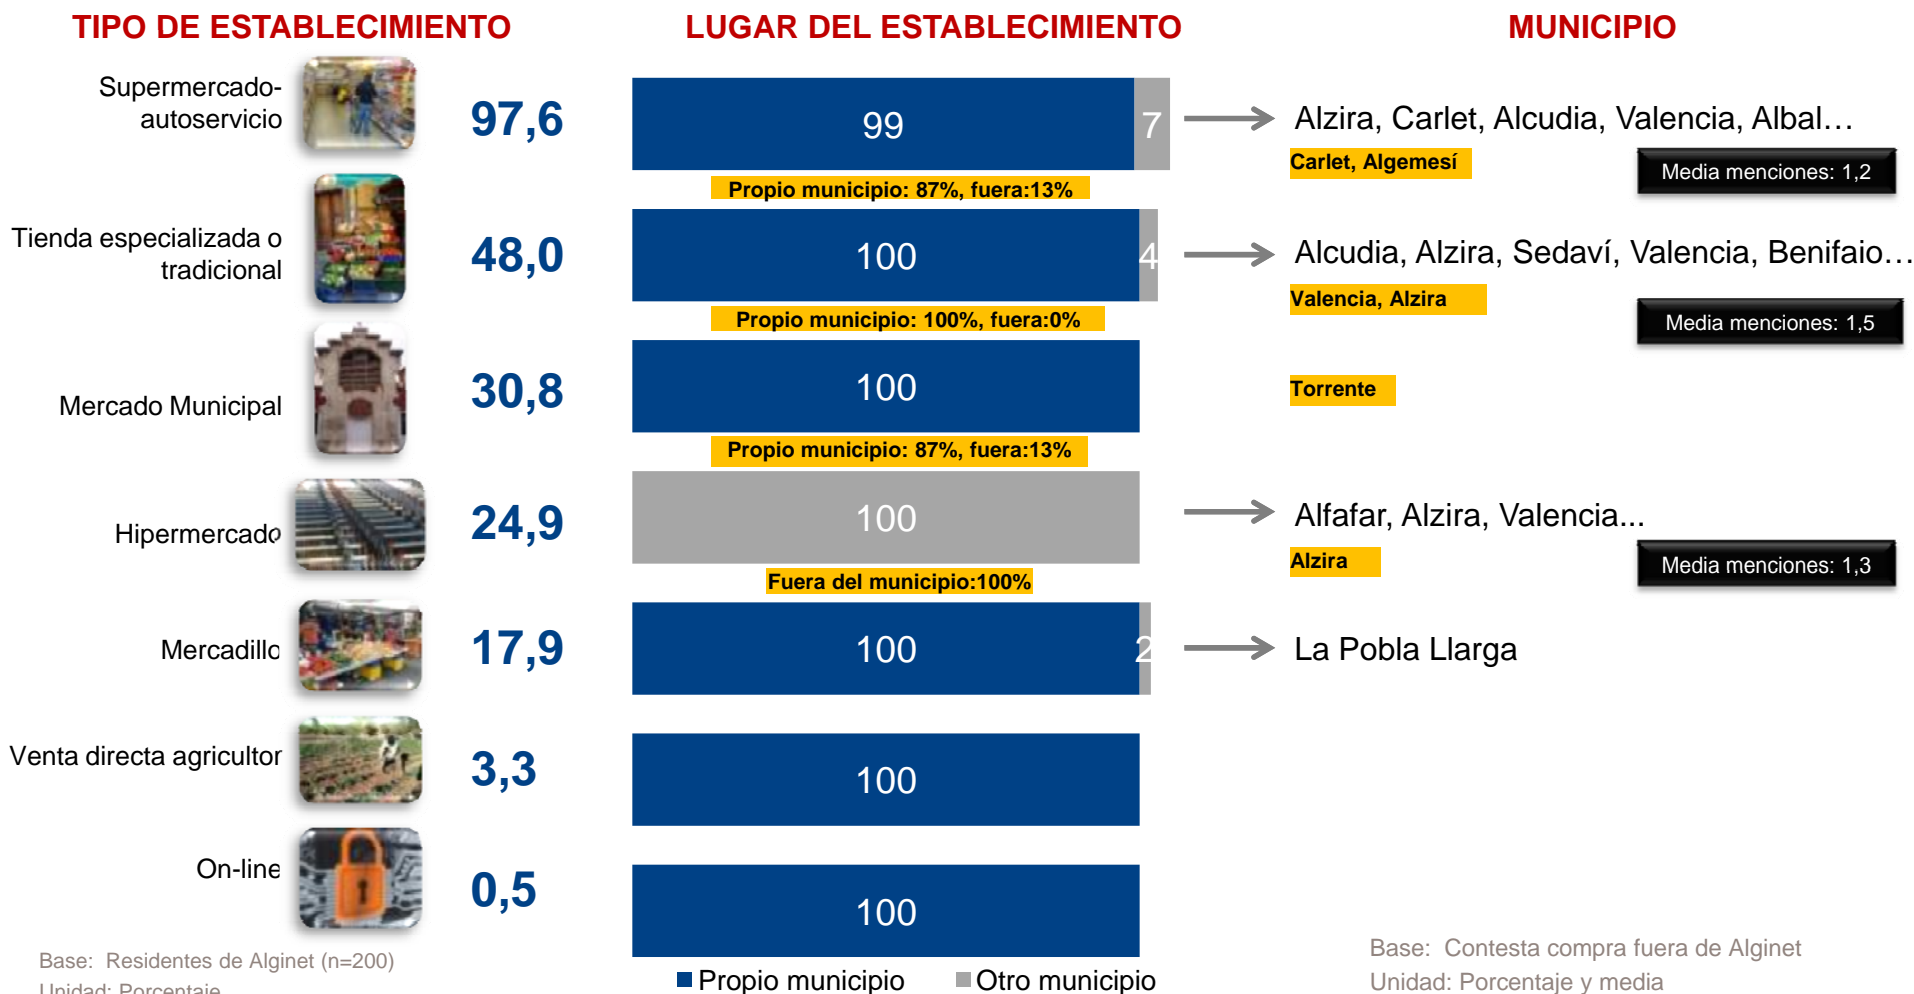 TIPO DE ESTABLECIMIENTO
LUGAR DEL ESTABLECIMIENTO
MUNICIPIO
Supermercado-
autoservicio
97,6
99
7
Alzira, Carlet, Alcudia, Valencia, Albal…
Carlet, Algemesí
Media menciones: 1,2
Propio municipio: 87%, fuera:13%
Tienda especializada o
tradicional
48,0
100
4
Alcudia, Alzira, Sedaví, Valencia, Benifaio…
Valencia, Alzira
Media menciones: 1,5
Propio municipio: 100%, fuera:0%
Mercado Municipal
30,8
100
Torrente
Propio municipio: 87%, fuera:13%
Hipermercado
24,9
100
Alfafar, Alzira, Valencia...
Alzira
Media menciones: 1,3
Fuera del municipio:100%
Mercadillo
17,9
100
2
La Pobla Llarga
Venta directa agricultor
3,3
100
On-line
0,5
100
Base: Residentes de Alginet (n=200)
Unidad: Porcentaje
Propio municipio
Otro municipio
Base: Contesta compra fuera de Alginet
Unidad: Porcentaje y media